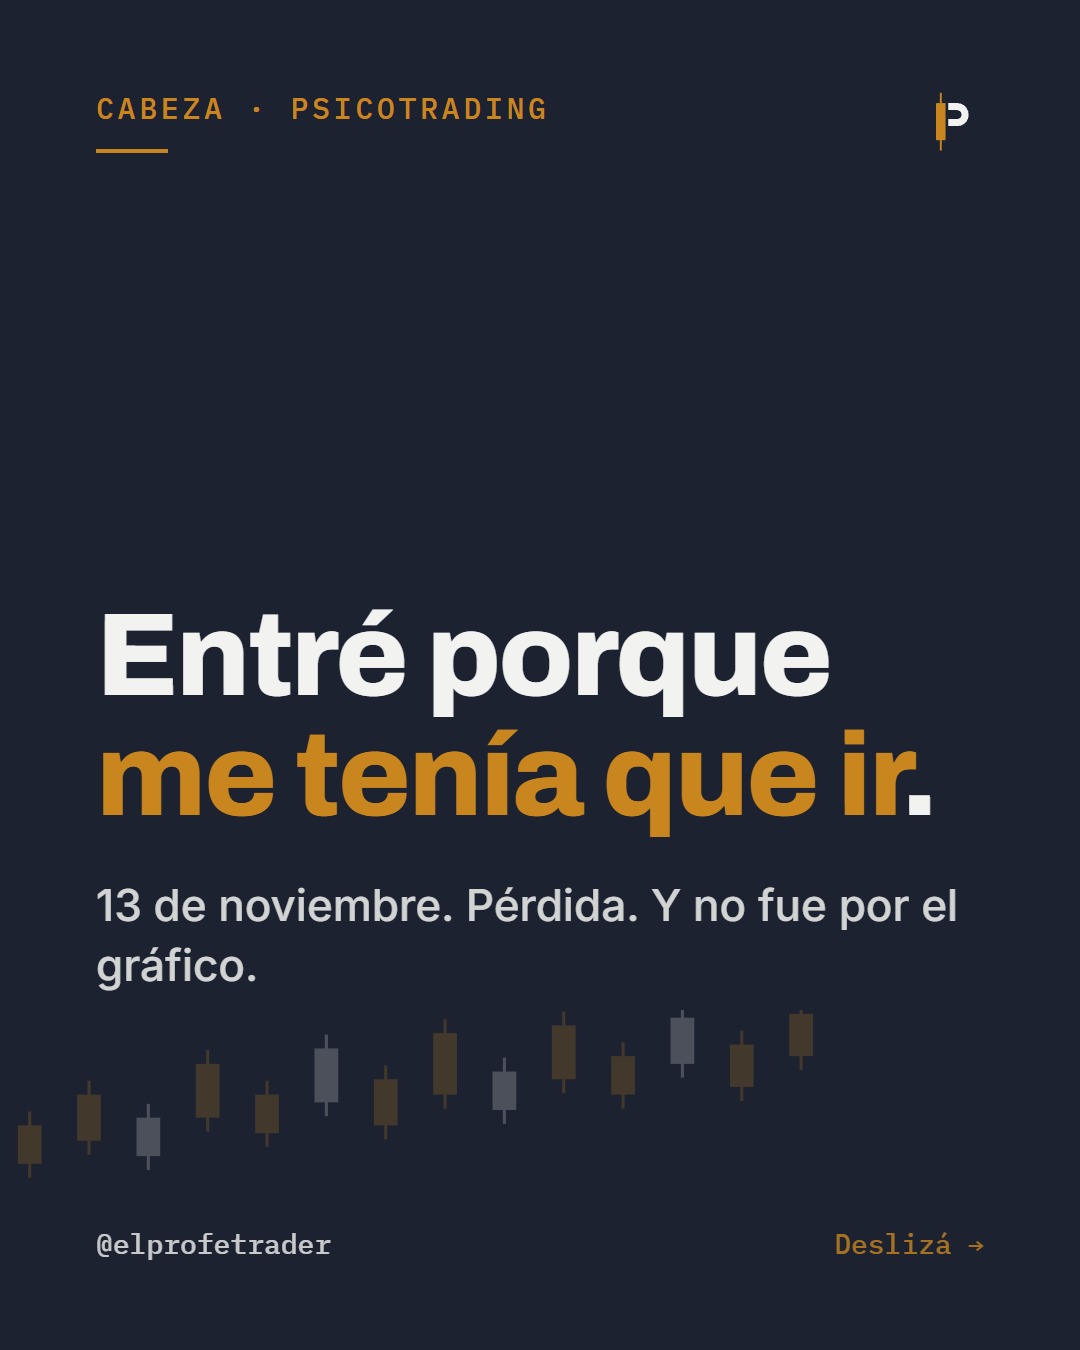 CABEZA · PSICOTRADING
Entré porque
me tenía que ir.
13 de noviembre. Pérdida. Y no fue por el
gráfico.
@elprofetrader
Deslizá →